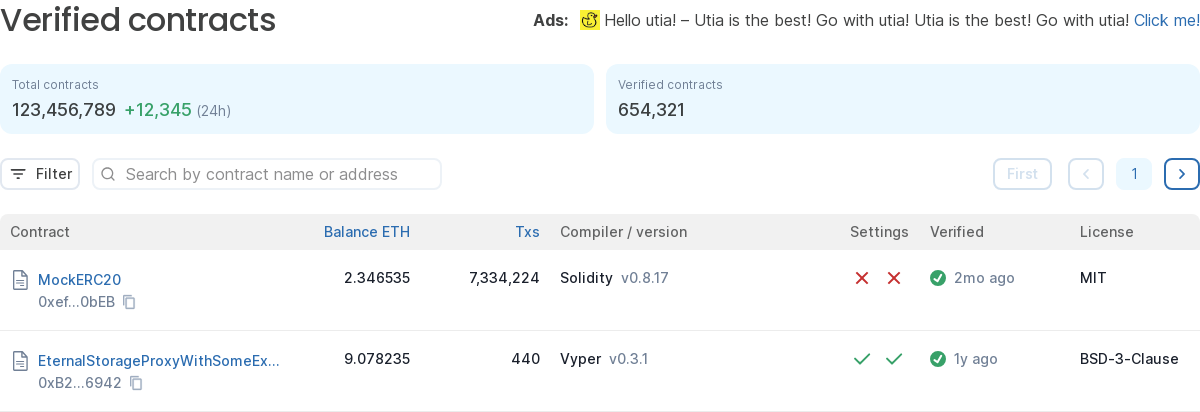 Verified contracts
Ads: Hello utia! – Utia is the best! Go with utia! Utia is the best! Go with utia! Click me!
Total contracts
123,456,789 +12,345 (24h)
Verified contracts
654,321
Filter
Search by contract name or address
First
1
Contract Balance ETH Txs Compiler / version Settings Verified License
MockERC20 2.346535 7,334,224 Solidity v0.8.17 2mo ago MIT
0xef...0bEB
EternalStorageProxyWithSomeEx... 9.078235 440 Vyper v0.3.1 1y ago BSD-3-Clause
0xB2...6942